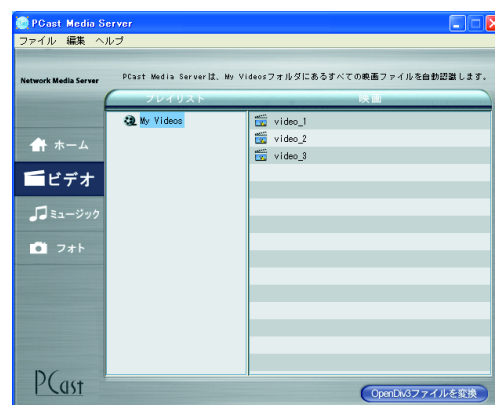 PCast Media Server
ファイル 編集 ヘルプ
Network Media Server
PCast Media Serverは、My Videosフォルダにあるすべての映画ファイルを自動認識します。
プレイリスト 映画
My Videos
video_1
video_2
video_3
ホーム
ビデオ
ミュージック
フォト
PCast
OpenDiv3ファイルを変換